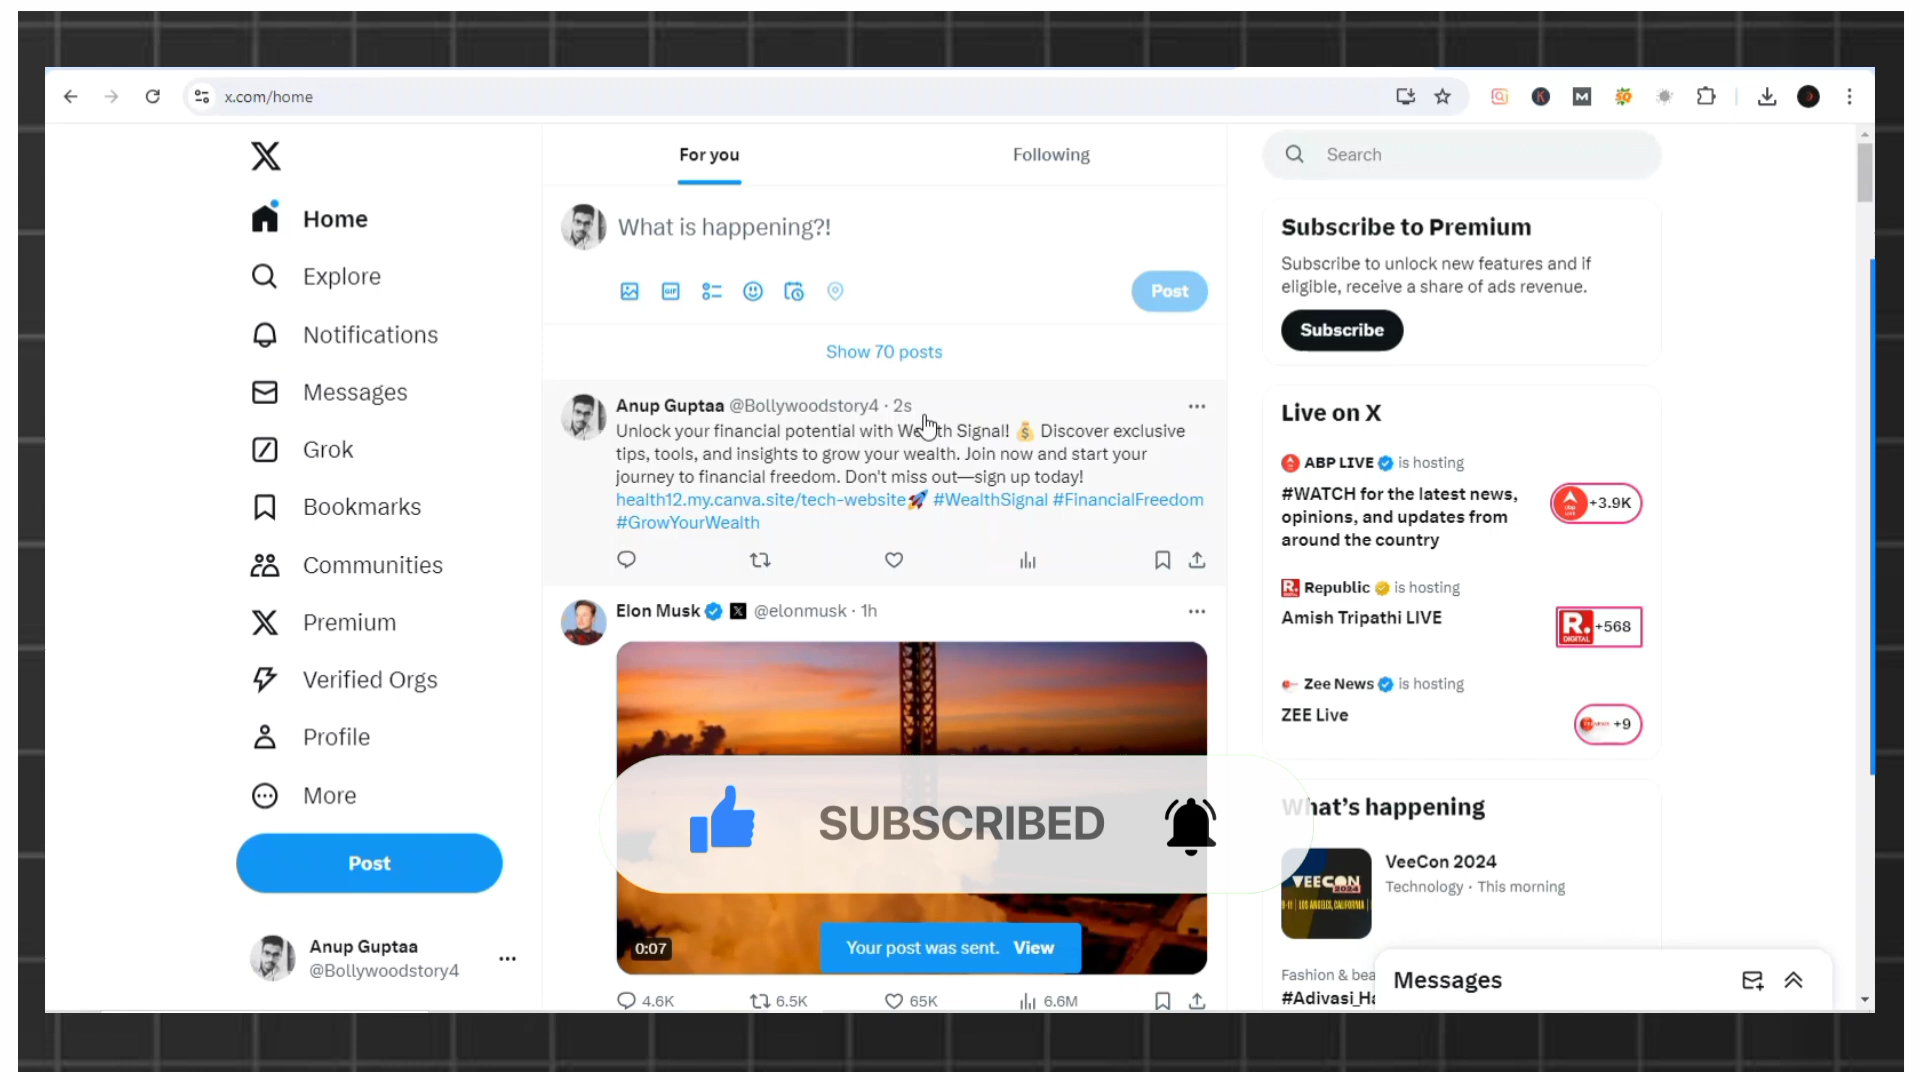 x.com/home
Home
Explore
Notifications
Messages
Grok
Bookmarks
Communities
Premium
Verified Orgs
Profile
More
Post
Anup Guptaa
@Bollywoodstory4
For you
Following
What is happening?!
GIF
Post
Show 70 posts
Anup Guptaa @Bollywoodstory4 · 2s
Unlock your financial potential with Signal! 💰 Discover exclusive
tips, tools, and insights to grow your wealth. Join now and start your
journey to financial freedom. Don't miss out—sign up today!
health12.my.canva.site/tech-website🚀 #WealthSignal #FinancialFreedom
#GrowYourWealth
Elon Musk @elonmusk · 1h
SUBSCRIBED
0:07
Your post was sent. View
4.6K 6.5K 65K 6.6M
Search
Subscribe to Premium
Subscribe to unlock new features and if
eligible, receive a share of ads revenue.
Subscribe
Live on X
ABP LIVE is hosting
#WATCH for the latest news,
opinions, and updates from
around the country
+3.9K
Republic is hosting
Amish Tripathi LIVE
R.
DIGITAL
+568
Zee News is hosting
ZEE Live
+9
What's happening
VeeCon 2024
Technology · This morning
VEECON
2024
LOS ANGELES, CALIFORNIA
Fashion & bea
#Adivasi_Ha
Messages